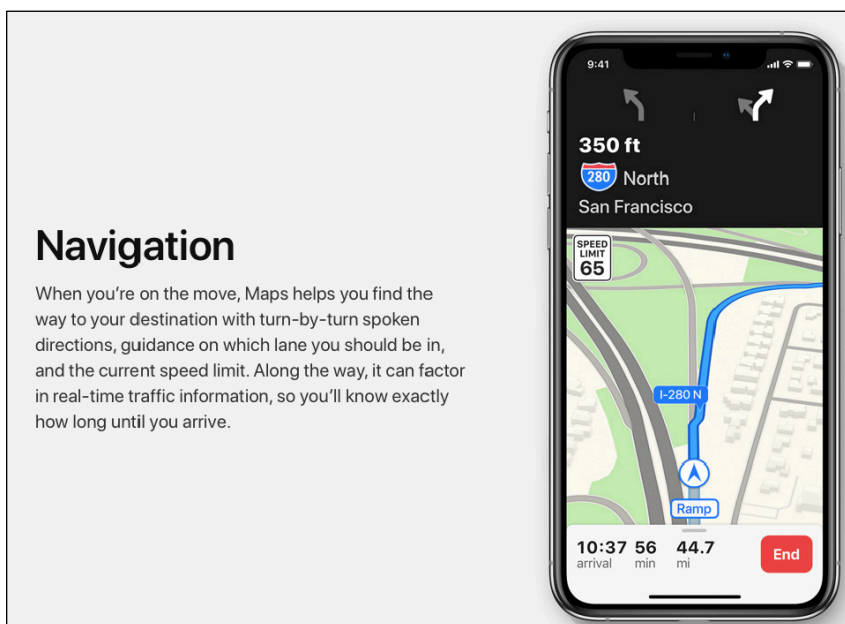 Navigation
When you’re on the move, Maps helps you find the
way to your destination with turn-by-turn spoken
directions, guidance on which lane you should be in,
and the current speed limit. Along the way, it can factor
in real-time traffic information, so you’ll know exactly
how long until you arrive.
9:41
350 ft
280 North
San Francisco
SPEED
LIMIT
65
I-280 N
Ramp
10:37 56 44.7
arrival min mi
End